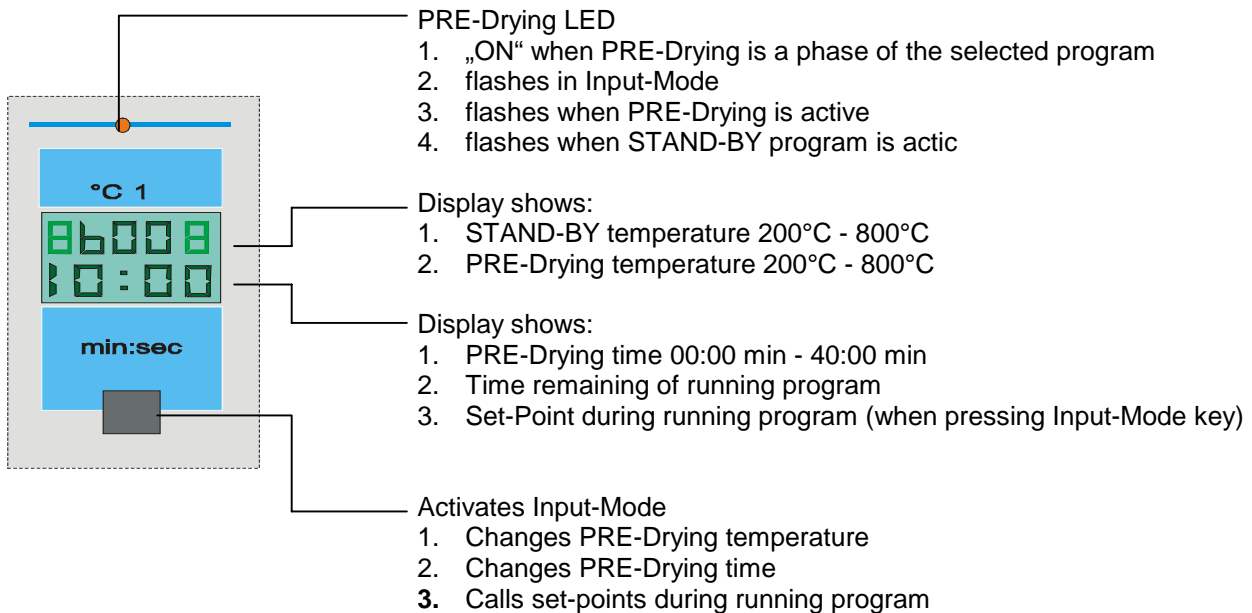 PRE-Drying LED
1. „ON“ when PRE-Drying is a phase of the selected program
2. flashes in Input-Mode
3. flashes when PRE-Drying is active
4. flashes when STAND-BY program is actic
°C 1
Display shows:
1. STAND-BY temperature 200°C - 800°C
2. PRE-Drying temperature 200°C - 800°C
Display shows:
1. PRE-Drying time 00:00 min - 40:00 min
2. Time remaining of running program
3. Set-Point during running program (when pressing Input-Mode key)
min:sec
Activates Input-Mode
1. Changes PRE-Drying temperature
2. Changes PRE-Drying time
3. Calls set-points during running program